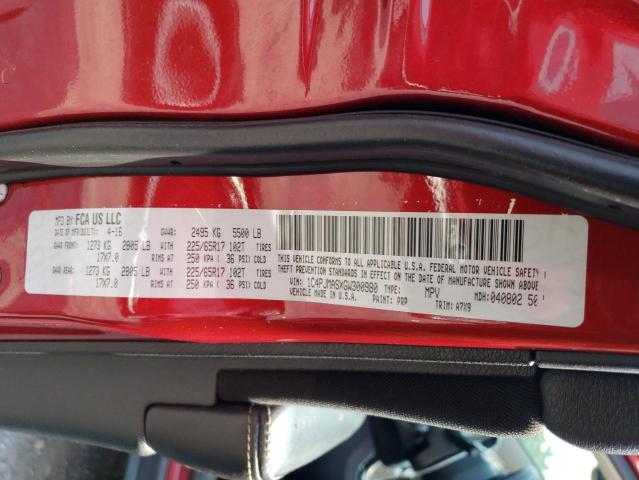 MFD BY FCA US LLC
DATE OF MFR(BUILT): 4-16 GVWR: 2495 KG 5500 LB
GAWR FRONT: 1273 KG 2805 LB WITH 225/65R17 102T TIRES
17X7.0 RIMS AT 250 KPA ( 36 PSI) COLD
GAWR REAR: 1273 KG 2805 LB WITH 225/65R17 102T TIRES
17X7.0 RIMS AT 250 KPA ( 36 PSI) COLD
THIS VEHICLE CONFORMS TO ALL APPLICABLE U.S.A. FEDERAL MOTOR VEHICLE SAFETY
THEFT PREVENTION STANDARDS IN EFFECT ON THE DATE OF MANUFACTURE SHOWN ABOVE
VIN: TYPE: MPV MDH: 040802
VEHICLE MADE IN U.S.A. PAINT: PRP TRIM: A7X9